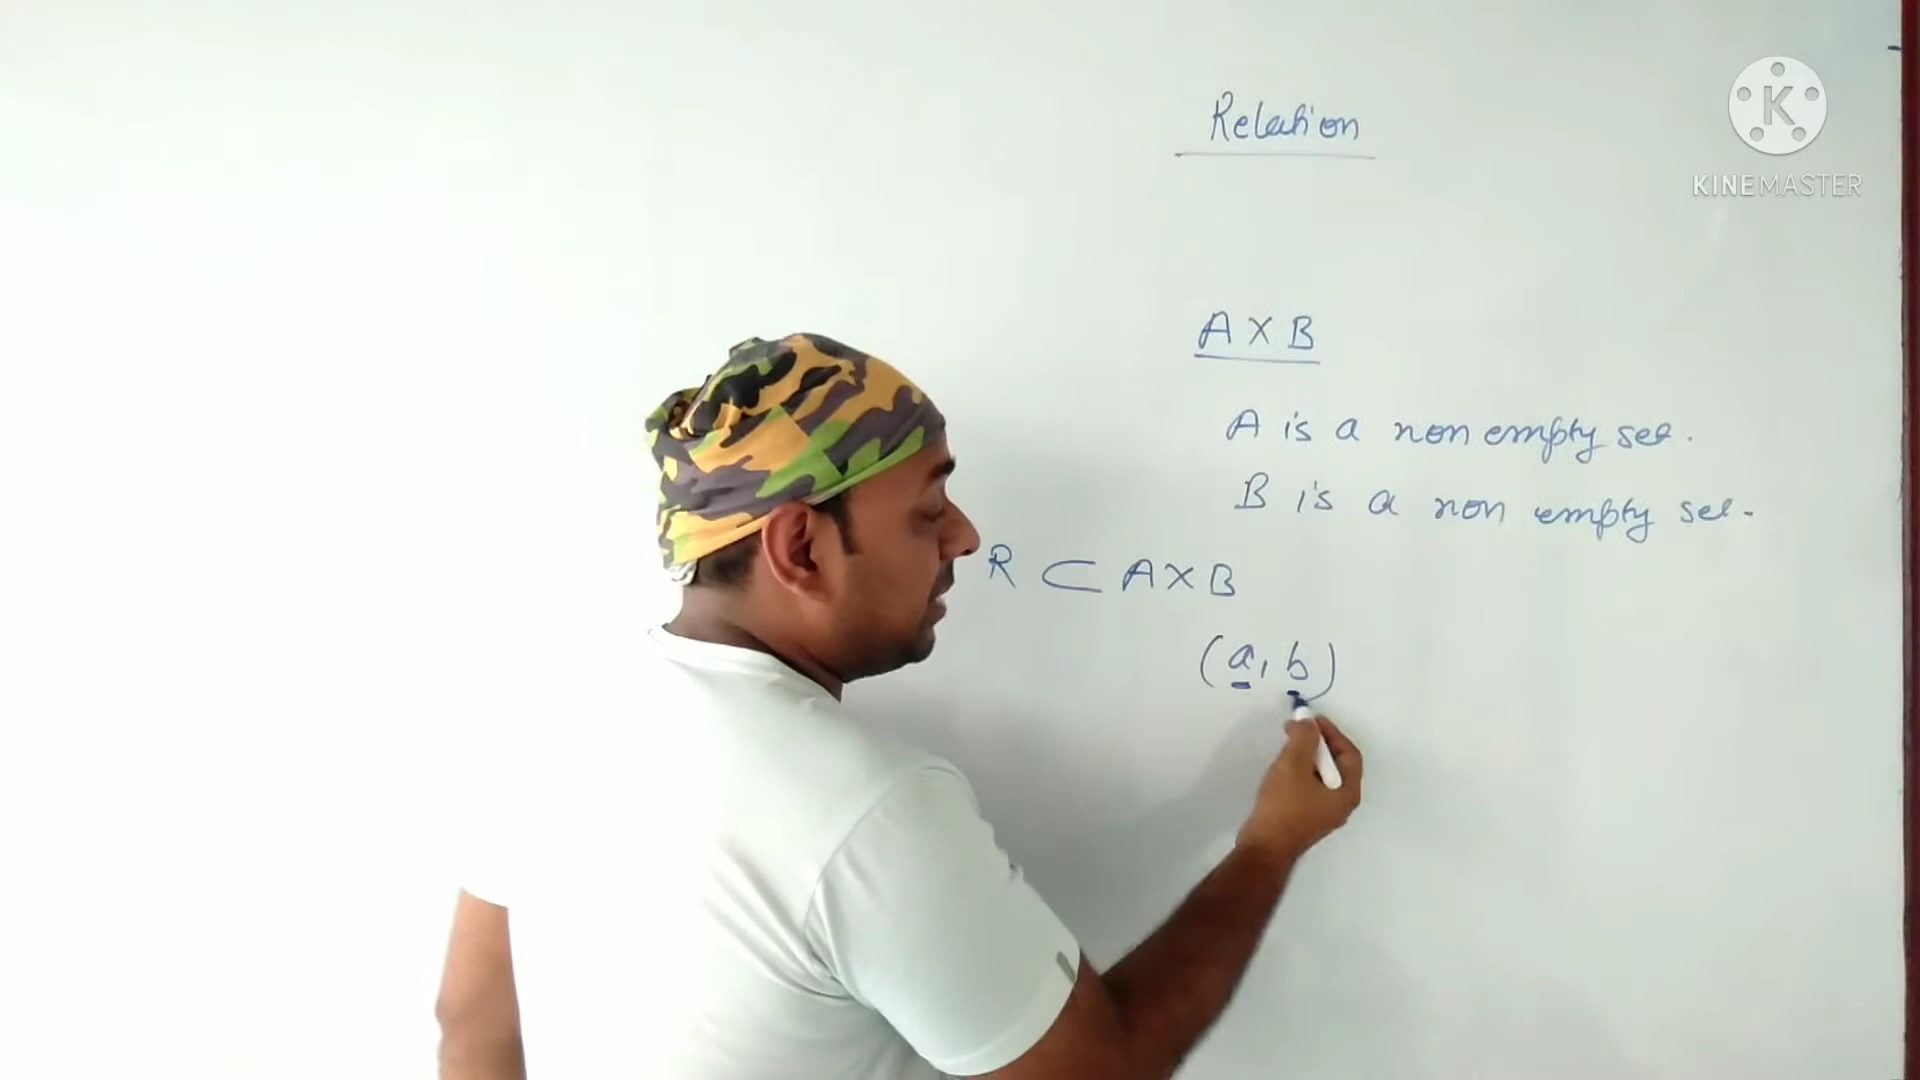 Relation
K
KINEMASTER
A X B
A is a non empty set.
B is a non empty set.
R ⊂ A X B
(a, b)